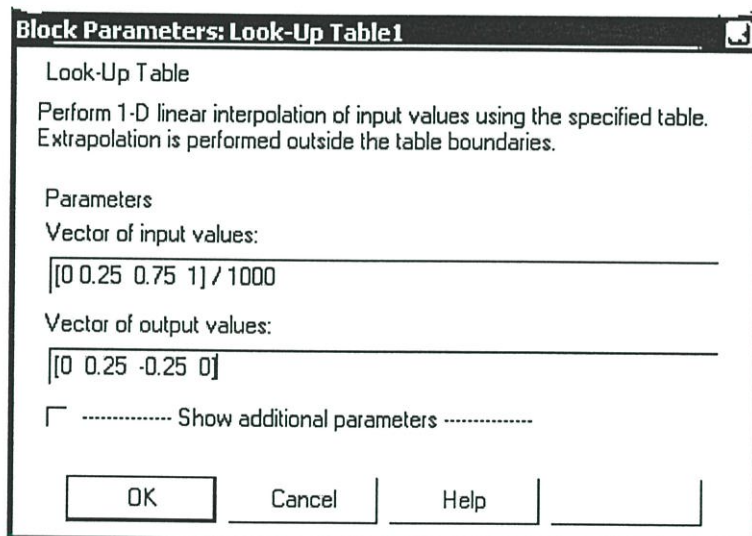 Block Parameters: Look-Up Table1
Look-Up Table
Perform 1-D linear interpolation of input values using the specified table.
Extrapolation is performed outside the table boundaries.
Parameters
Vector of input values:
[0 0.25 0.75 1] / 1000
Vector of output values:
[0 0.25 -0.25 0]
--------------- Show additional parameters ---------------
OK
Cancel
Help